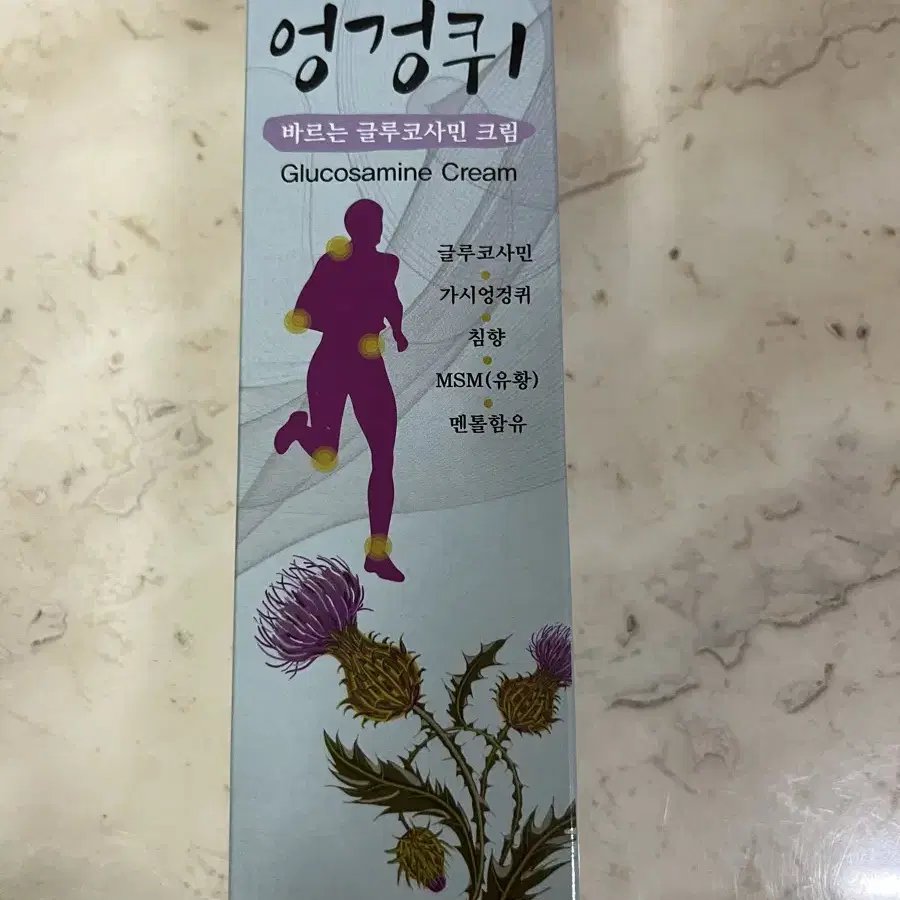 엉겅퀴
바르는 글루코사민 크림
Glucosamine Cream
글루코사민
가시엉겅퀴
침향
MSM(유황)
멘톨함유